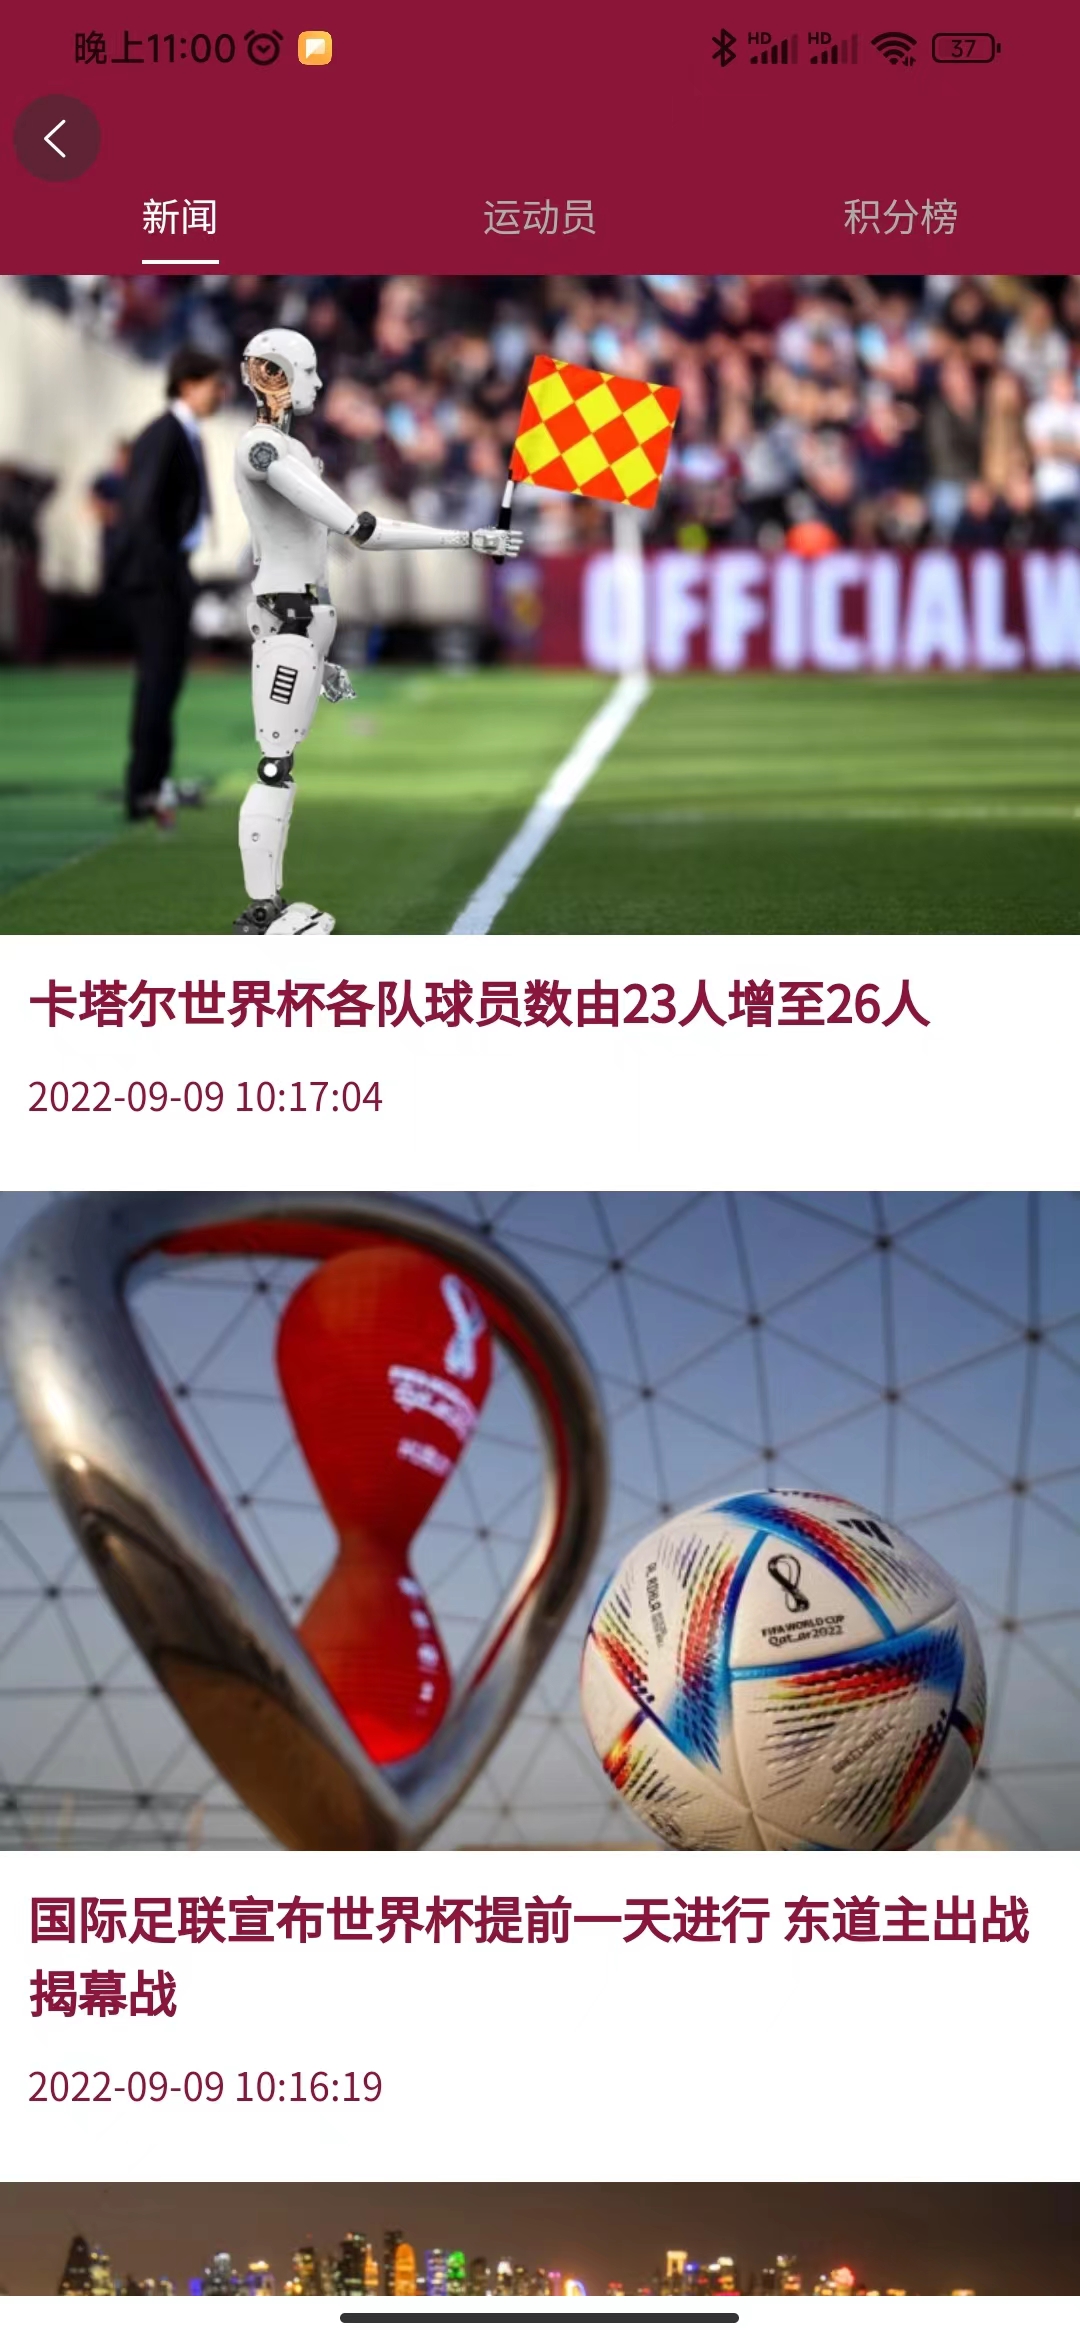 晚上11:00
HD
HD
37
新闻
运动员
积分榜
OFFICIALW
卡塔尔世界杯各队球员数由23人增至26人
2022-09-09 10:17:04
FIFA WORLD CUP
Qatar2022
国际足联宣布世界杯提前一天进行 东道主出战
揭幕战
2022-09-09 10:16:19